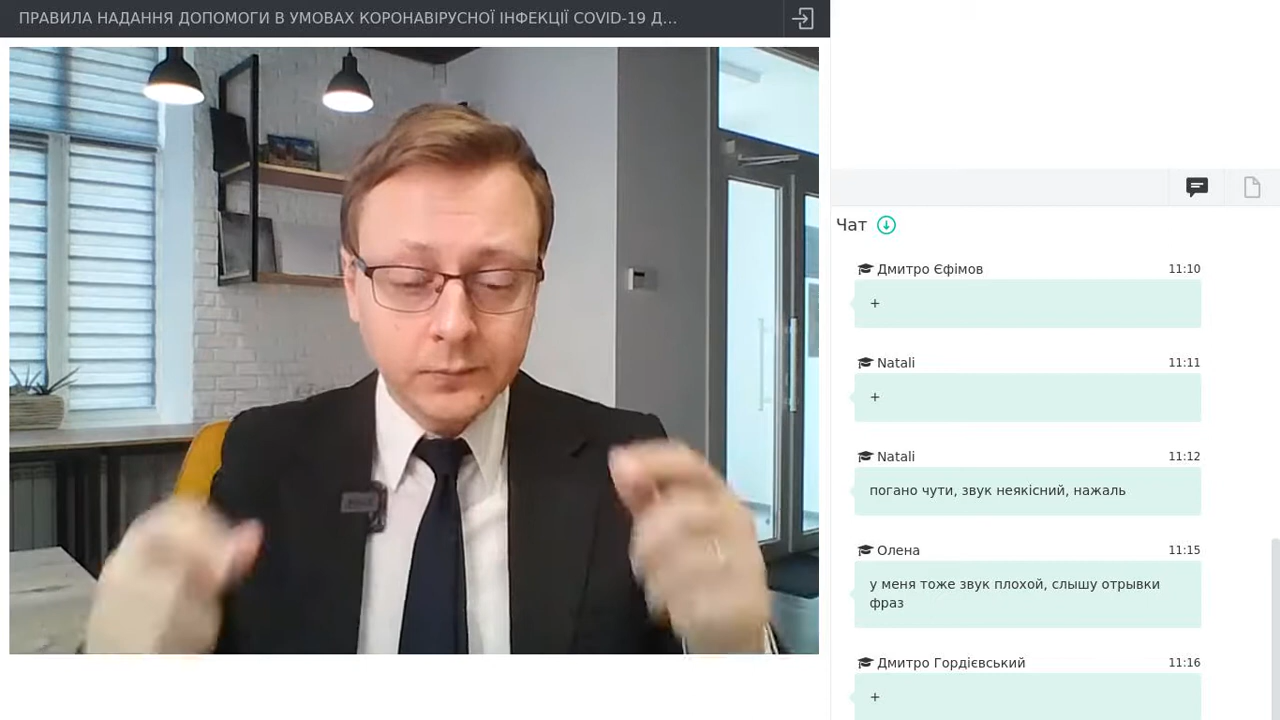 ПРАВИЛА НАДАННЯ ДОПОМОГИ В УМОВАХ КОРОНАВІРУСНОЇ ІНФЕКЦІЇ COVID-19 Д...
Чат
Дмитро Єфімов 11:10
+
Natali 11:11
+
Natali 11:12
погано чути, звук неякісний, нажаль
Олена 11:15
у меня тоже звук плохой, слышу отрывки
фраз
Дмитро Гордієвський 11:16
+